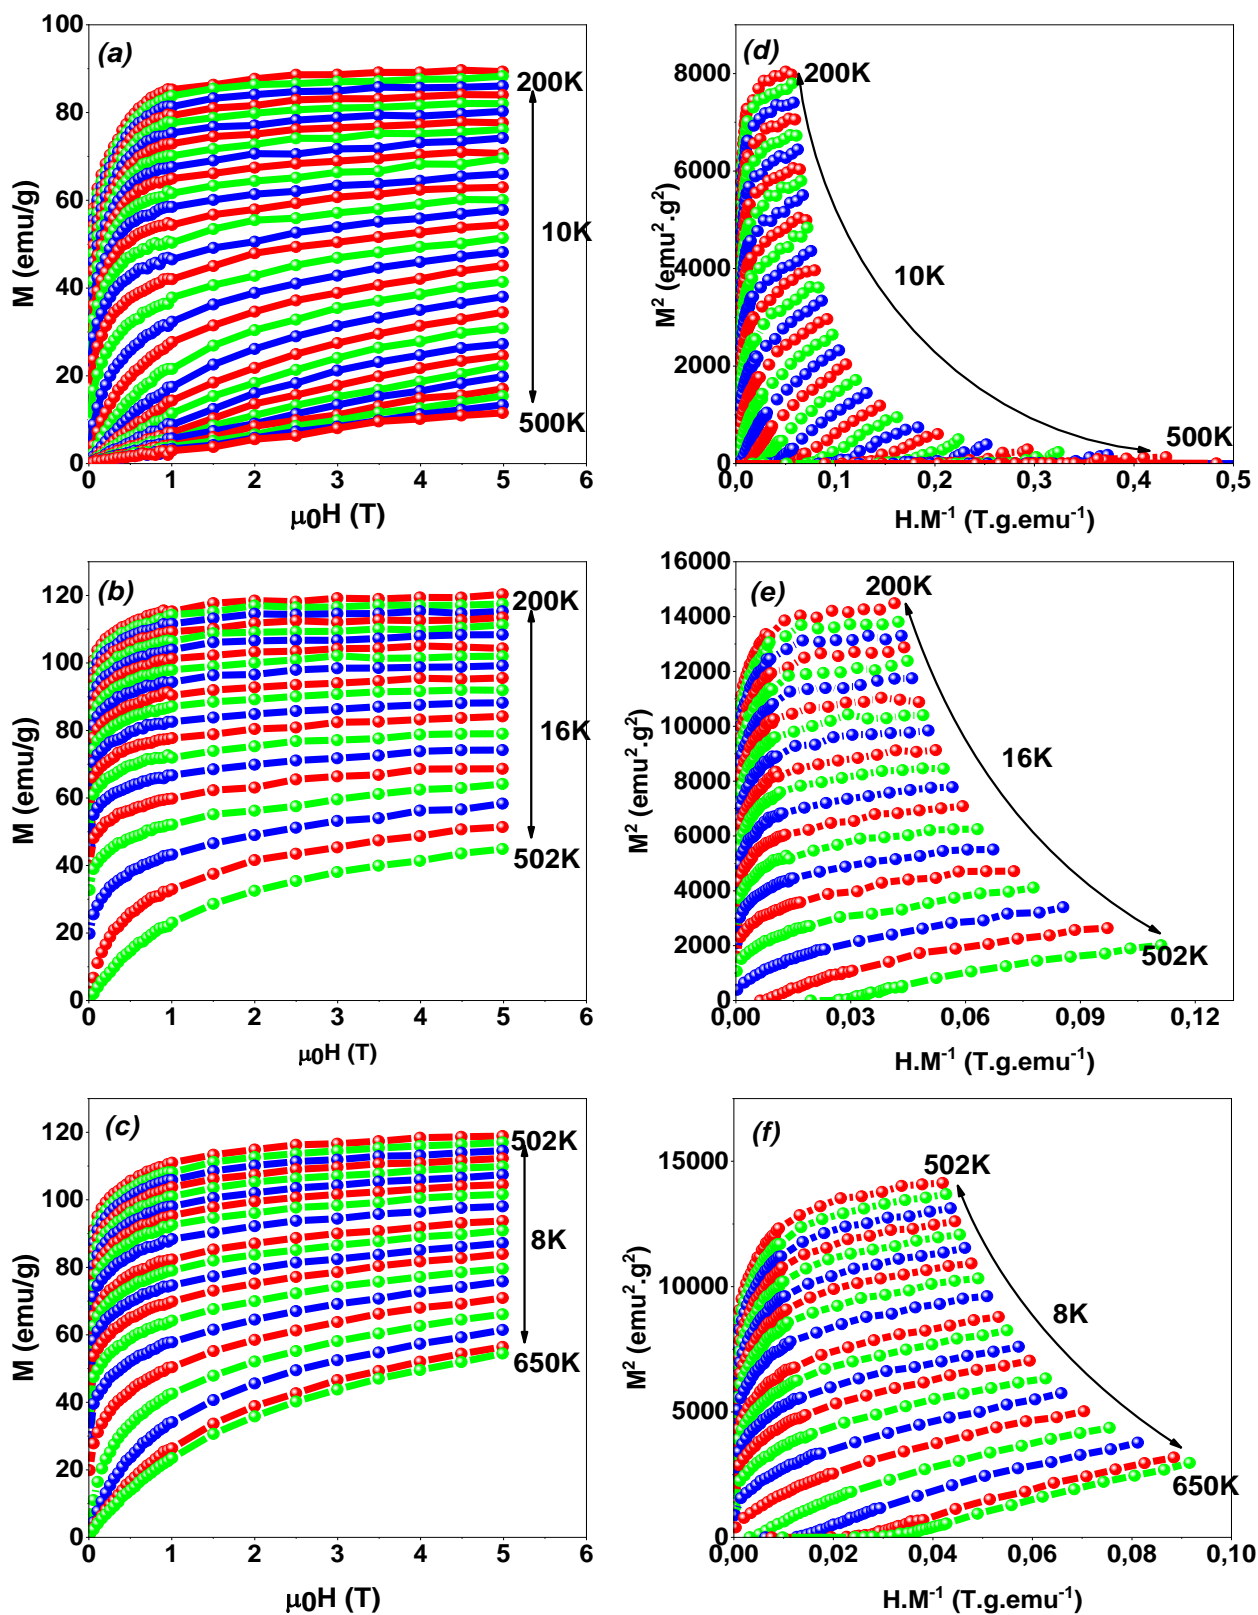 (a)
M (emu/g)
100
80
60
40
20
0
200K
10K
500K
0 1 2 3 4 5 6
μ0H (T)
(d)
M² (emu².g²)
8000
6000
4000
2000
0
200K
10K
500K
0,0 0,1 0,2 0,3 0,4 0,5
H.M⁻¹ (T.g.emu⁻¹)
(b)
M (emu/g)
120
100
80
60
40
20
0
200K
16K
502K
0 1 2 3 4 5 6
μ0H (T)
(e)
M² (emu².g²)
16000
14000
12000
10000
8000
6000
4000
2000
0
200K
16K
502K
0,00 0,03 0,06 0,09 0,12
H.M⁻¹ (T.g.emu⁻¹)
(c)
M (emu/g)
120
100
80
60
40
20
0
502K
8K
650K
0 1 2 3 4 5 6
μ0H (T)
(f)
M² (emu².g²)
15000
10000
5000
0
502K
8K
650K
0,00 0,02 0,04 0,06 0,08 0,10
H.M⁻¹ (T.g.emu⁻¹)